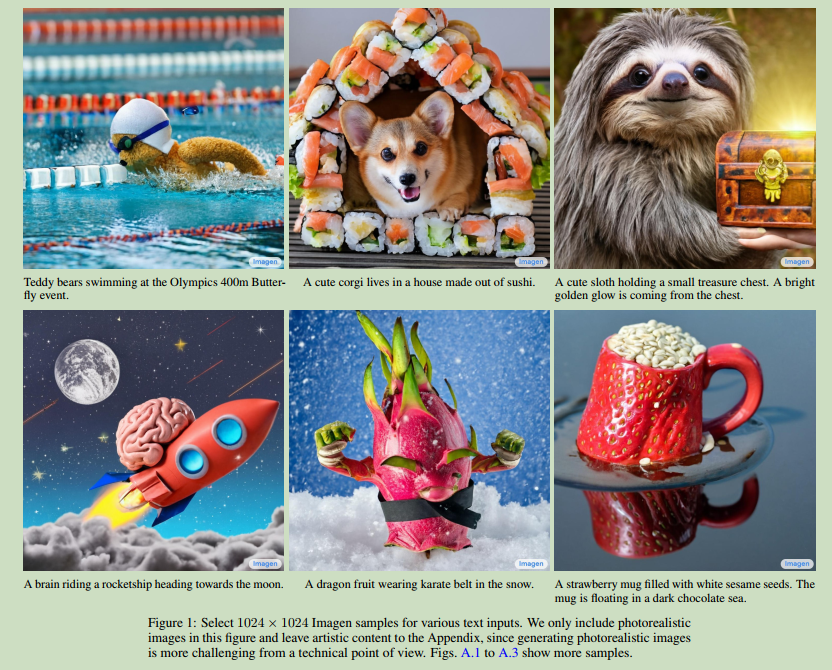 Imagen
Imagen
Imagen
Teddy bears swimming at the Olympics 400m Butter-
fly event.
A cute corgi lives in a house made out of sushi.
A cute sloth holding a small treasure chest. A bright
golden glow is coming from the chest.
Imagen
Imagen
Imagen
A brain riding a rocketship heading towards the moon.
A dragon fruit wearing karate belt in the snow.
A strawberry mug filled with white sesame seeds. The
mug is floating in a dark chocolate sea.
Figure 1: Select 1024 × 1024 Imagen samples for various text inputs. We only include photorealistic
images in this figure and leave artistic content to the Appendix, since generating photorealistic images
is more challenging from a technical point of view. Figs. A.1 to A.3 show more samples.